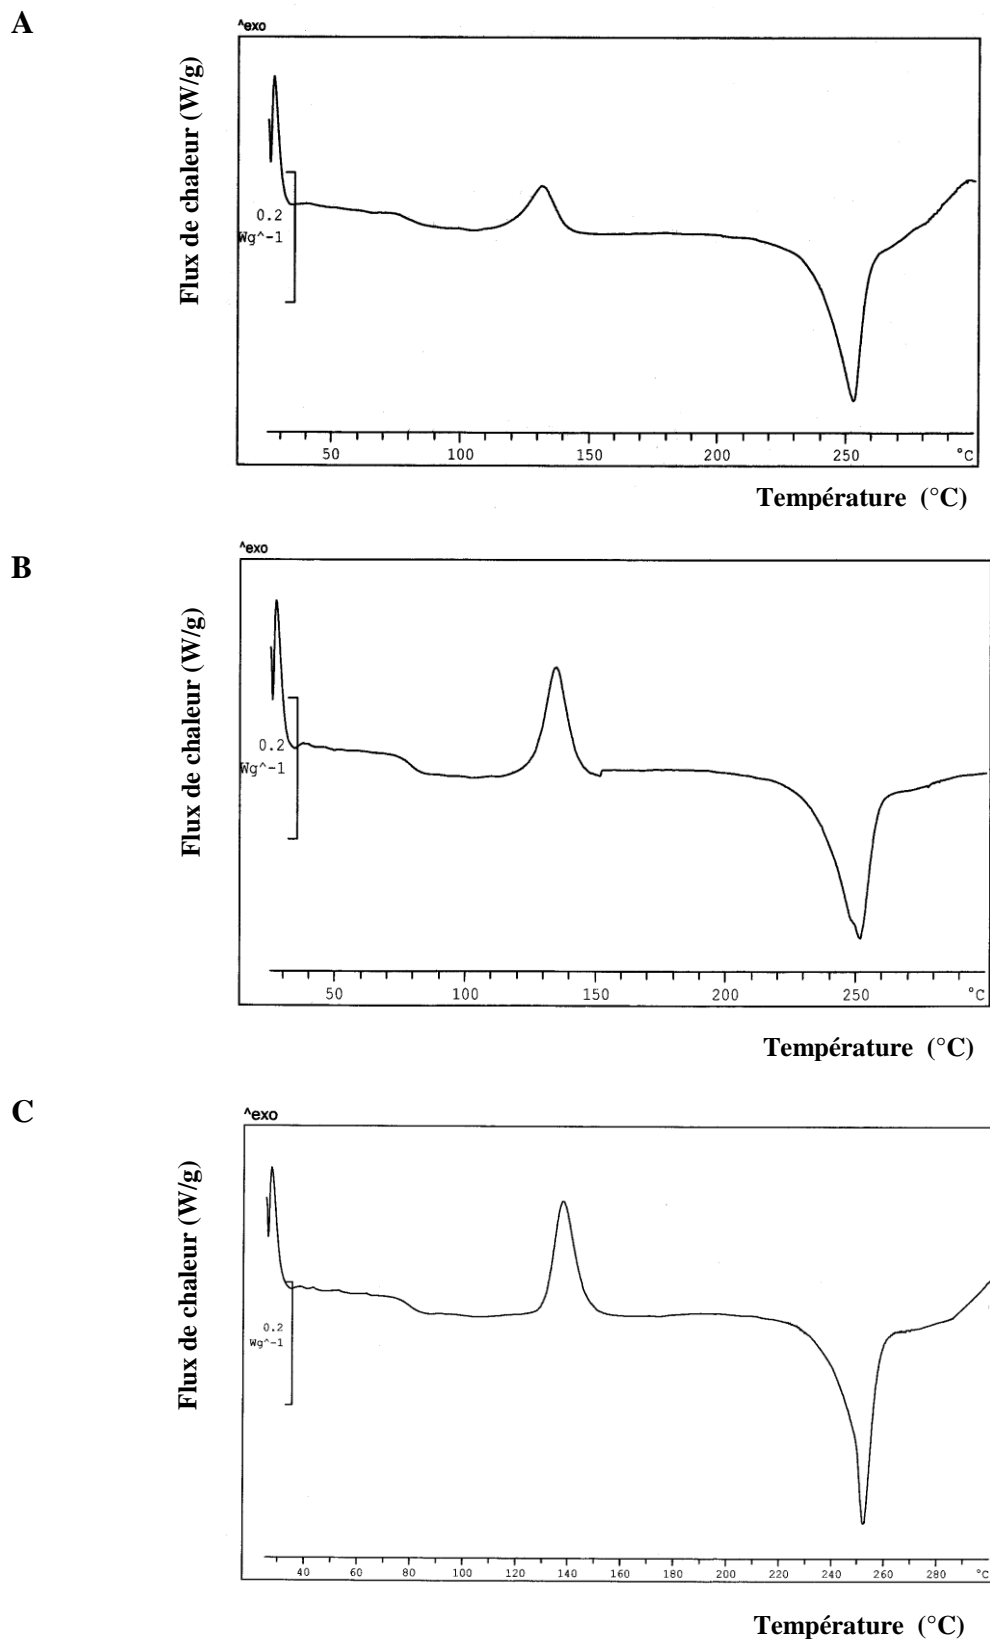 A
^exo
Flux de chaleur (W/g)
0.2
Wg^-1
50 100 150 200 250 °C
Température (°C)
B
^exo
Flux de chaleur (W/g)
0.2
Wg^-1
50 100 150 200 250 °C
Température (°C)
C
^exo
Flux de chaleur (W/g)
0.2
Wg^-1
40 60 80 100 120 140 160 180 200 220 240 260 280 °C
Température (°C)